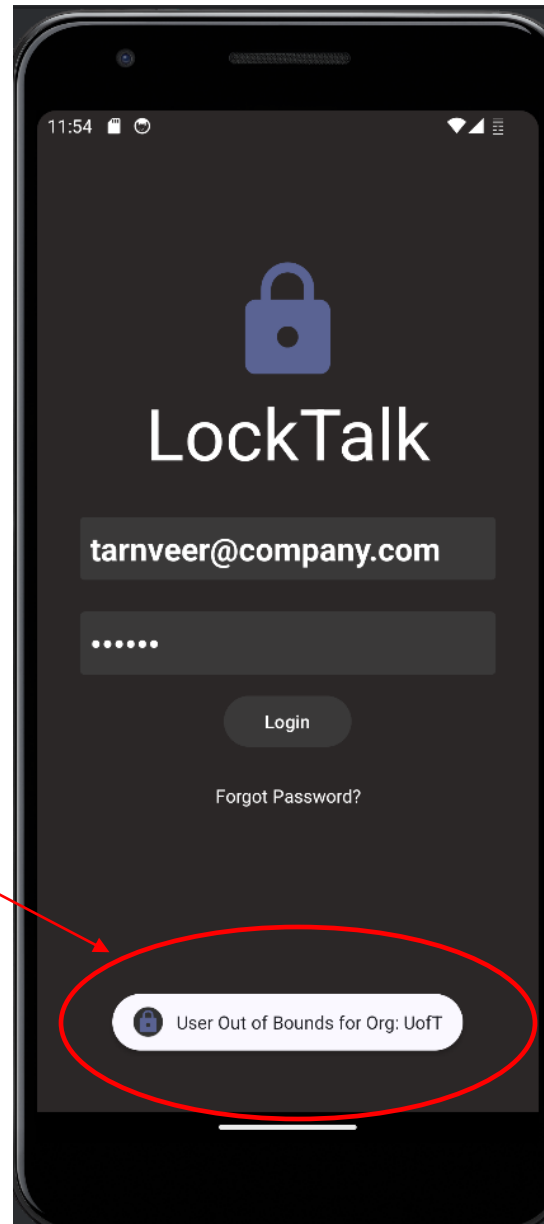 11:54
LockTalk
tarnveer@company.com
••••••
Login
Forgot Password?
User Out of Bounds for Org: UofT